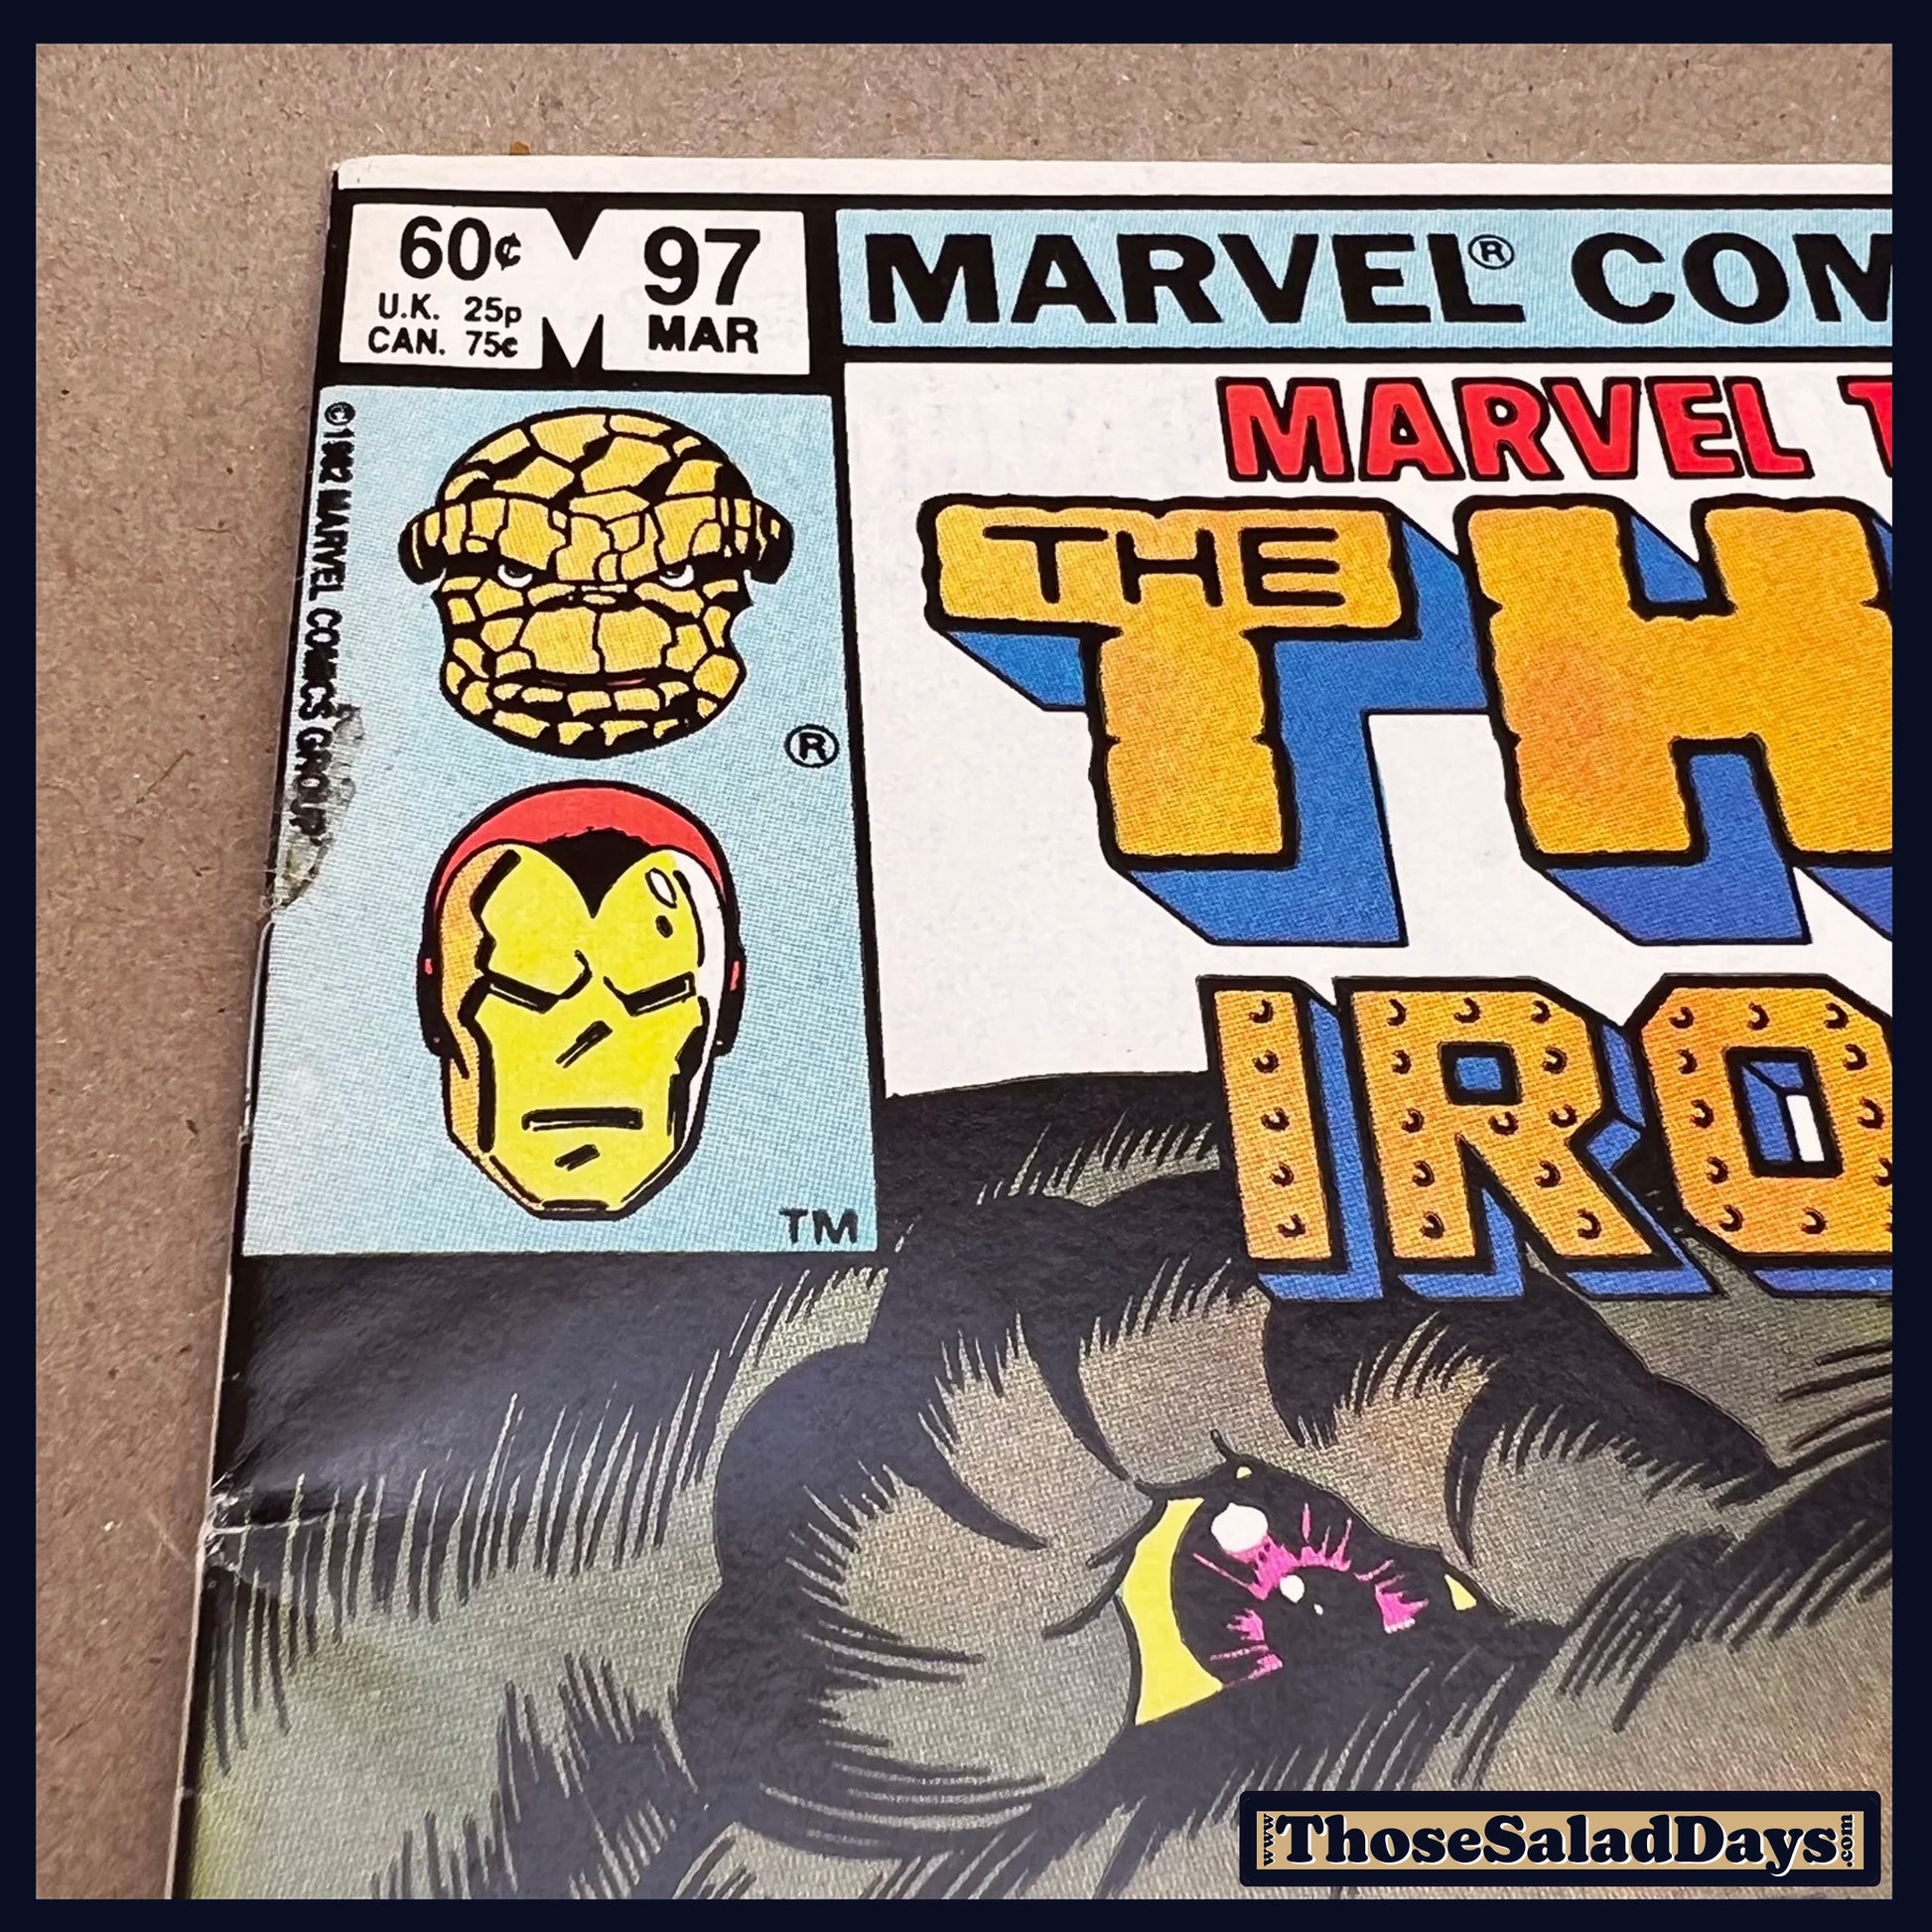 60¢
U.K. 25p
CAN. 75¢
97
MAR
MARVEL® COM
©1982 MARVEL COMICS GROUP
MARVEL T
THE TH
®
IRO
TM
www.ThoseSaladDays.com